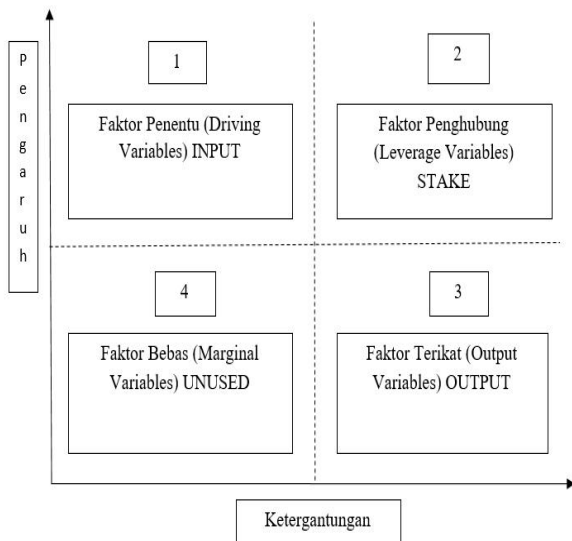 Pengaruh
1
2
Faktor Penentu (Driving
Variables) INPUT
Faktor Penghubung
(Leverage Variables)
STAKE
4
3
Faktor Bebas (Marginal
Variables) UNUSED
Faktor Terikat (Output
Variables) OUTPUT
Ketergantungan